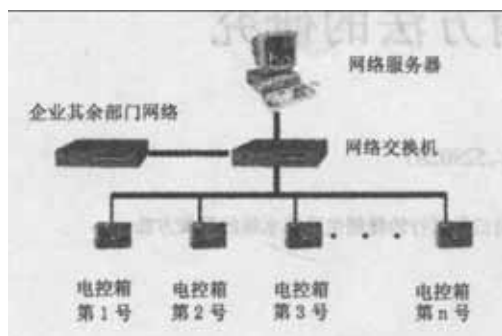 网络服务器
企业其余部门网络
网络交换机
电控箱 电控箱 电控箱 电控箱
第1号 第2号 第3号 第n号